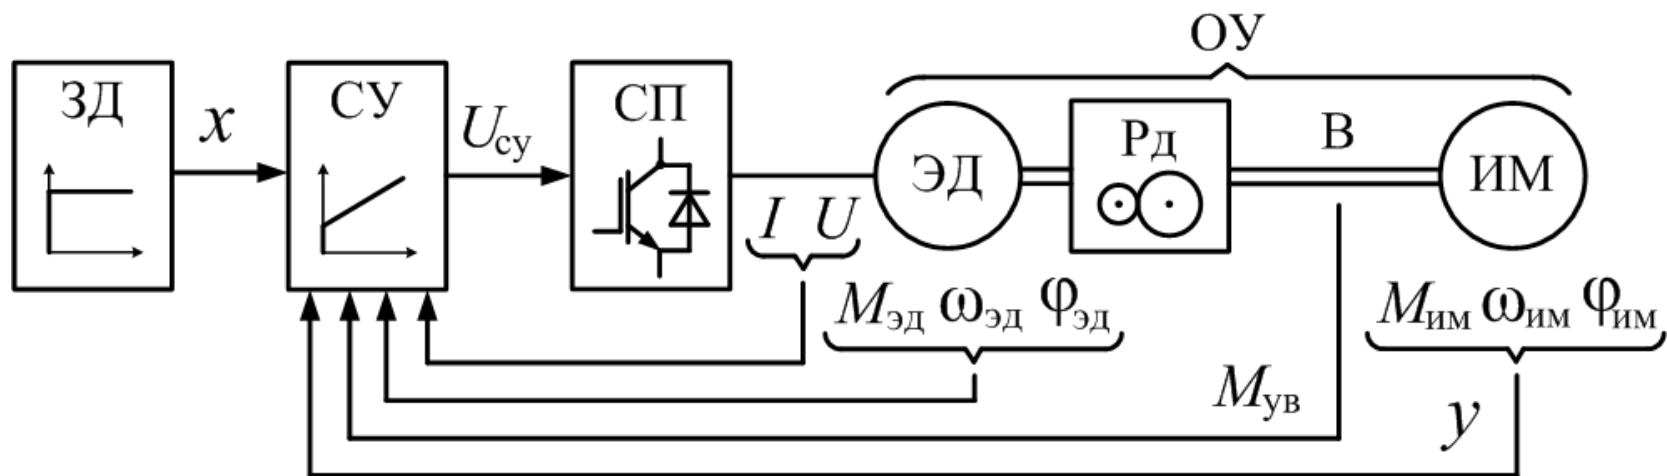 ОУ
ЗД
x
СУ
Uсу
СП
I U
ЭД
Рд
В
ИМ
Mэд ωэд φэд
Mим ωим φим
Mув
y